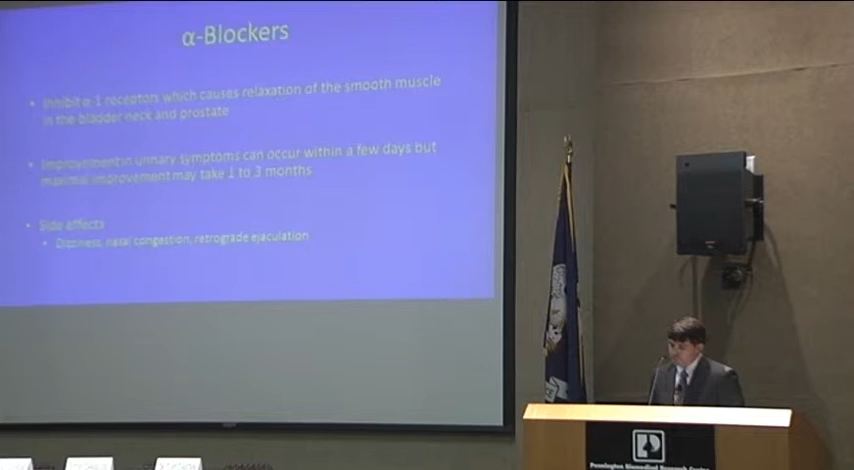 α-Blockers
• Inhibit α 1 receptors which causes relaxation of the smooth muscle
in the bladder neck and prostate
• Improvement in urinary symptoms can occur within a few days but
maximal improvement may take 1 to 3 months
• Side effects
• Dizziness, nasal congestion, retrograde ejaculation
P
Pennington Biomedical Research Center